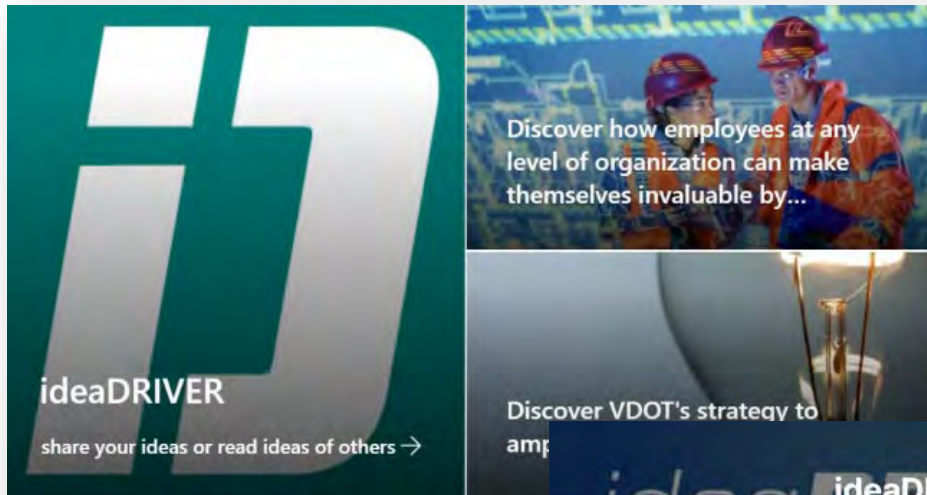 iD
ideaDRIVER
share your ideas or read ideas of others →
Discover how employees at any
level of organization can make
themselves invaluable by...
Discover VDOT's strategy to